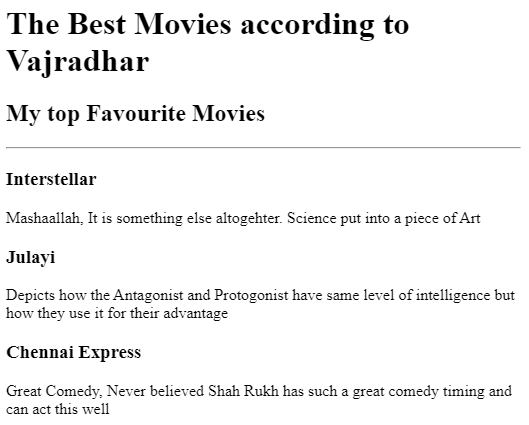 The Best Movies according to
Vajradhar
My top Favourite Movies
Interstellar
Mashaallah, It is something else altogehter. Science put into a piece of Art
Julayi
Depicts how the Antagonist and Protogonist have same level of intelligence but
how they use it for their advantage
Chennai Express
Great Comedy, Never believed Shah Rukh has such a great comedy timing and
can act this well